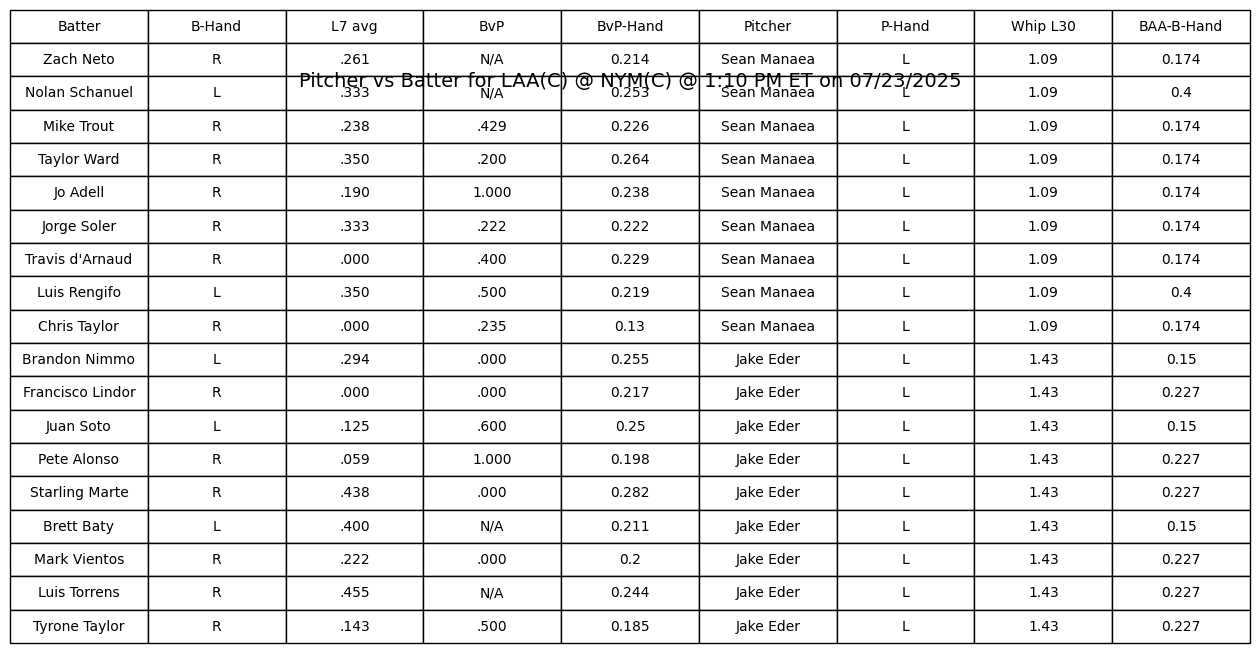 Batter B-Hand L7 avg BvP BvP-Hand Pitcher P-Hand Whip L30 BAA-B-Hand
Zach Neto R .261 N/A 0.214 Sean Manaea L 1.09 0.174
Pitcher vs Batter for LAA(C) @ NYM(C) @ 1:10 PM ET on 07/23/2025
Nolan Schanuel L .333 N/A 0.253 Sean Manaea L 1.09 0.4
Mike Trout R .238 .429 0.226 Sean Manaea L 1.09 0.174
Taylor Ward R .350 .200 0.264 Sean Manaea L 1.09 0.174
Jo Adell R .190 1.000 0.238 Sean Manaea L 1.09 0.174
Jorge Soler R .333 .222 0.222 Sean Manaea L 1.09 0.174
Travis d'Arnaud R .000 .400 0.229 Sean Manaea L 1.09 0.174
Luis Rengifo L .350 .500 0.219 Sean Manaea L 1.09 0.4
Chris Taylor R .000 .235 0.13 Sean Manaea L 1.09 0.174
Brandon Nimmo L .294 .000 0.255 Jake Eder L 1.43 0.15
Francisco Lindor R .000 .000 0.217 Jake Eder L 1.43 0.227
Juan Soto L .125 .600 0.25 Jake Eder L 1.43 0.15
Pete Alonso R .059 1.000 0.198 Jake Eder L 1.43 0.227
Starling Marte R .438 .000 0.282 Jake Eder L 1.43 0.227
Brett Baty L .400 N/A 0.211 Jake Eder L 1.43 0.15
Mark Vientos R .222 .000 0.2 Jake Eder L 1.43 0.227
Luis Torrens R .455 N/A 0.244 Jake Eder L 1.43 0.227
Tyrone Taylor R .143 .500 0.185 Jake Eder L 1.43 0.227